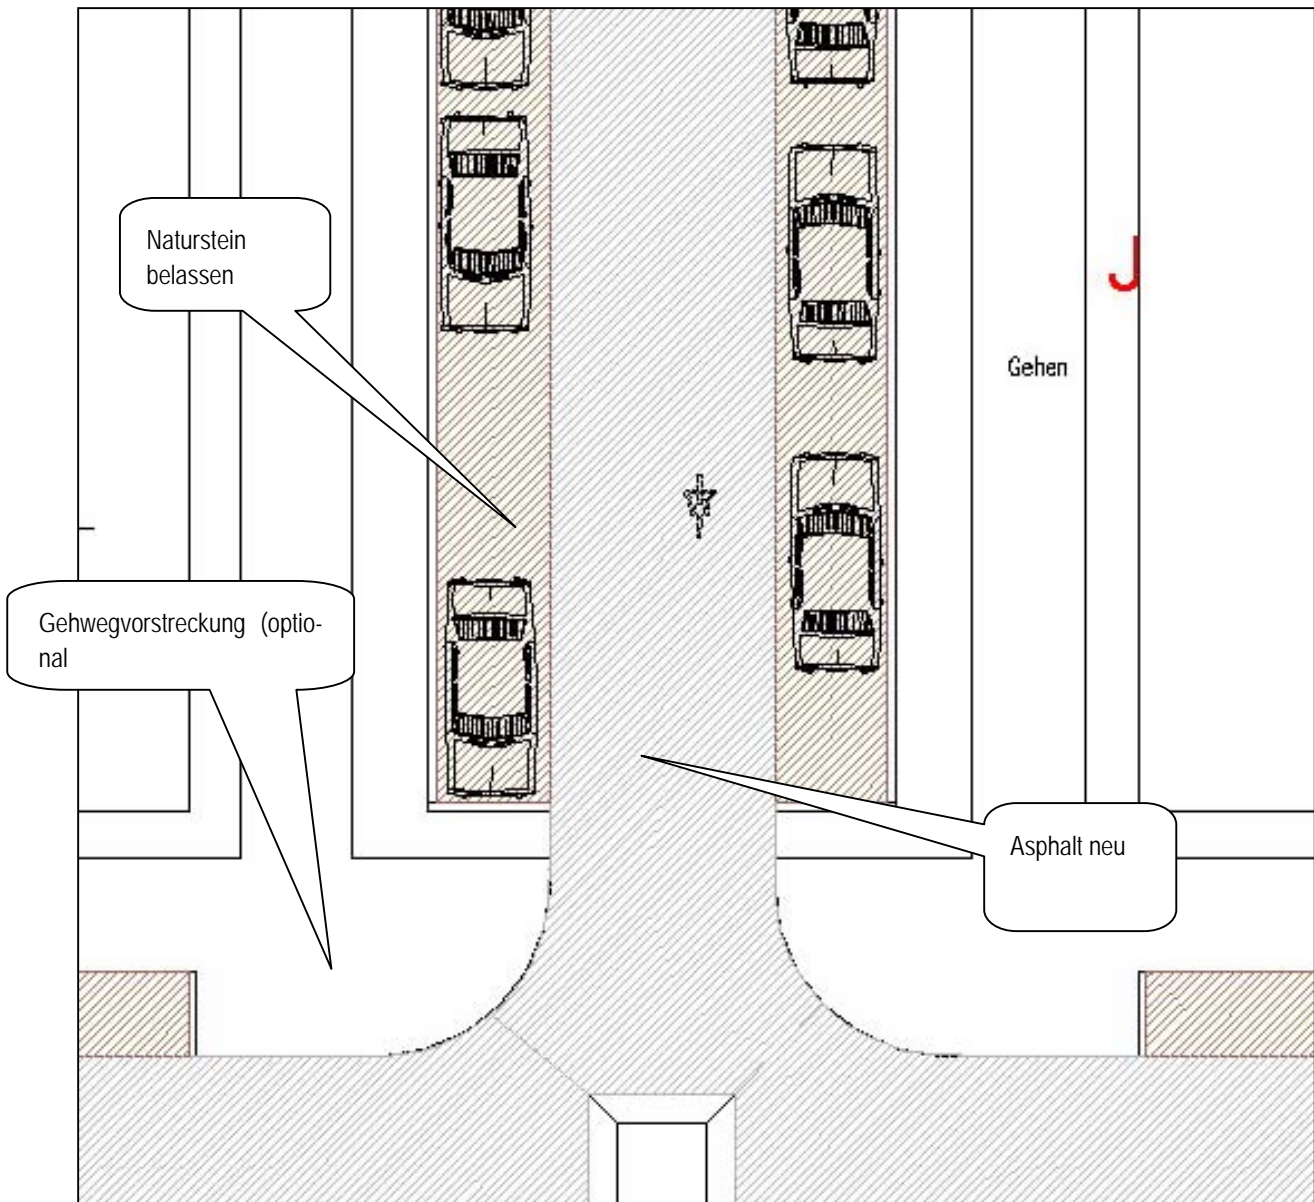 Naturstein
belassen
J
Gehen
Gehwegvorstreckung (optio-
nal
Asphalt neu